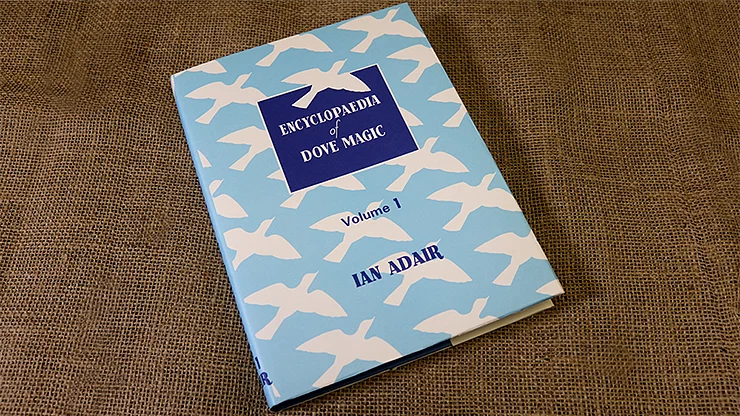 ENCYCLOPAEDIA
of
DOVE MAGIC
Volume 1
IAN ADAIR